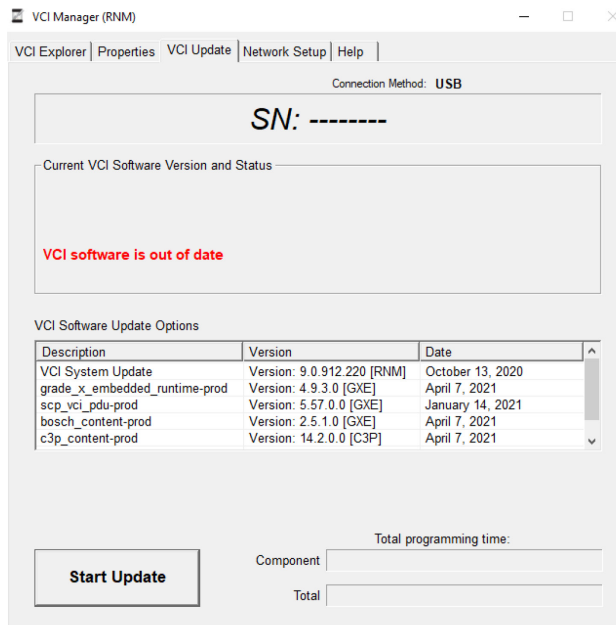 VCI Manager (RNM)
VCI Explorer Properties VCI Update Network Setup Help
Connection Method: USB
SN: --------
Current VCI Software Version and Status
VCI software is out of date
VCI Software Update Options
Description Version Date
VCI System Update Version: 9.0.912.220 [RNM] October 13, 2020
grade_x_embedded_runtime-prod Version: 4.9.3.0 [GXE] April 7, 2021
scp_vci_pdu-prod Version: 5.57.0.0 [GXE] January 14, 2021
bosch_content-prod Version: 2.5.1.0 [GXE] April 7, 2021
c3p_content-prod Version: 14.2.0.0 [C3P] April 7, 2021
Total programming time:
Component
Start Update
Total